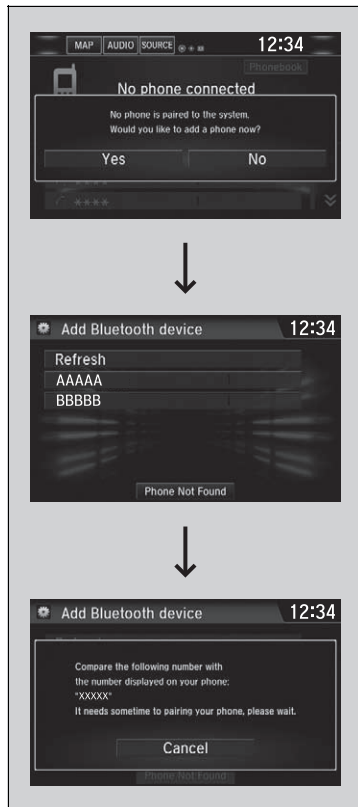 MAP AUDIO SOURCE 12:34
Phonebook
No phone connected
No phone is paired to the system.
Would you like to add a phone now?
Yes No
****
Add Bluetooth device 12:34
Refresh
AAAAA
BBBBB
Phone Not Found
Add Bluetooth device 12:34
Compare the following number with
the number displayed on your phone:
"XXXXX"
It needs sometime to pairing your phone, please wait.
Cancel
Phone Not Found